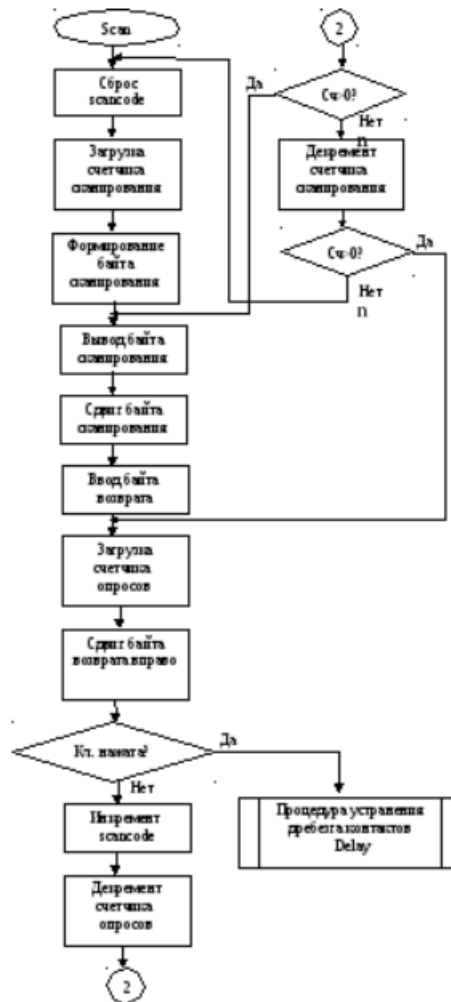 Scan
Сброс
scancode
Загрузка
счетчика
сканирования
Формирование
байта
сканирования
Вывод байта
сканирования
Сдвиг байта
сканирования
Ввод байта
возврата
Загрузка
счетчика
опросов
Сдвиг байта
возврата вправо
Кл. нажата?
Да
Нет
Инкремент
scancode
Декремент
счетчика
опросов
2
Процедура устранения
дребезга контактов
Delay
2
Да
Сч>0?
Нет
п
Декремент
счетчика
сканирования
Да
Сч>0?
Нет
п